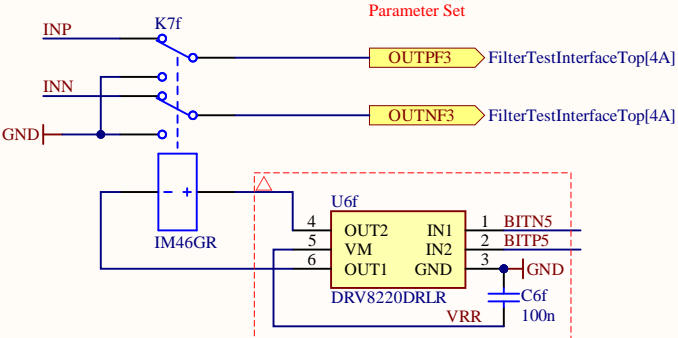 Parameter Set
K7f
INP
OUTPF3 FilterTestInterfaceTop[4A]
INN
OUTNF3 FilterTestInterfaceTop[4A]
GND
- +
IM46GR
U6f
4 OUT2 IN1 1 BITN5
5 VM IN2 2 BITP5
6 OUT1 GND 3 GND
DRV8220DRLR
C6f
VRR 100n